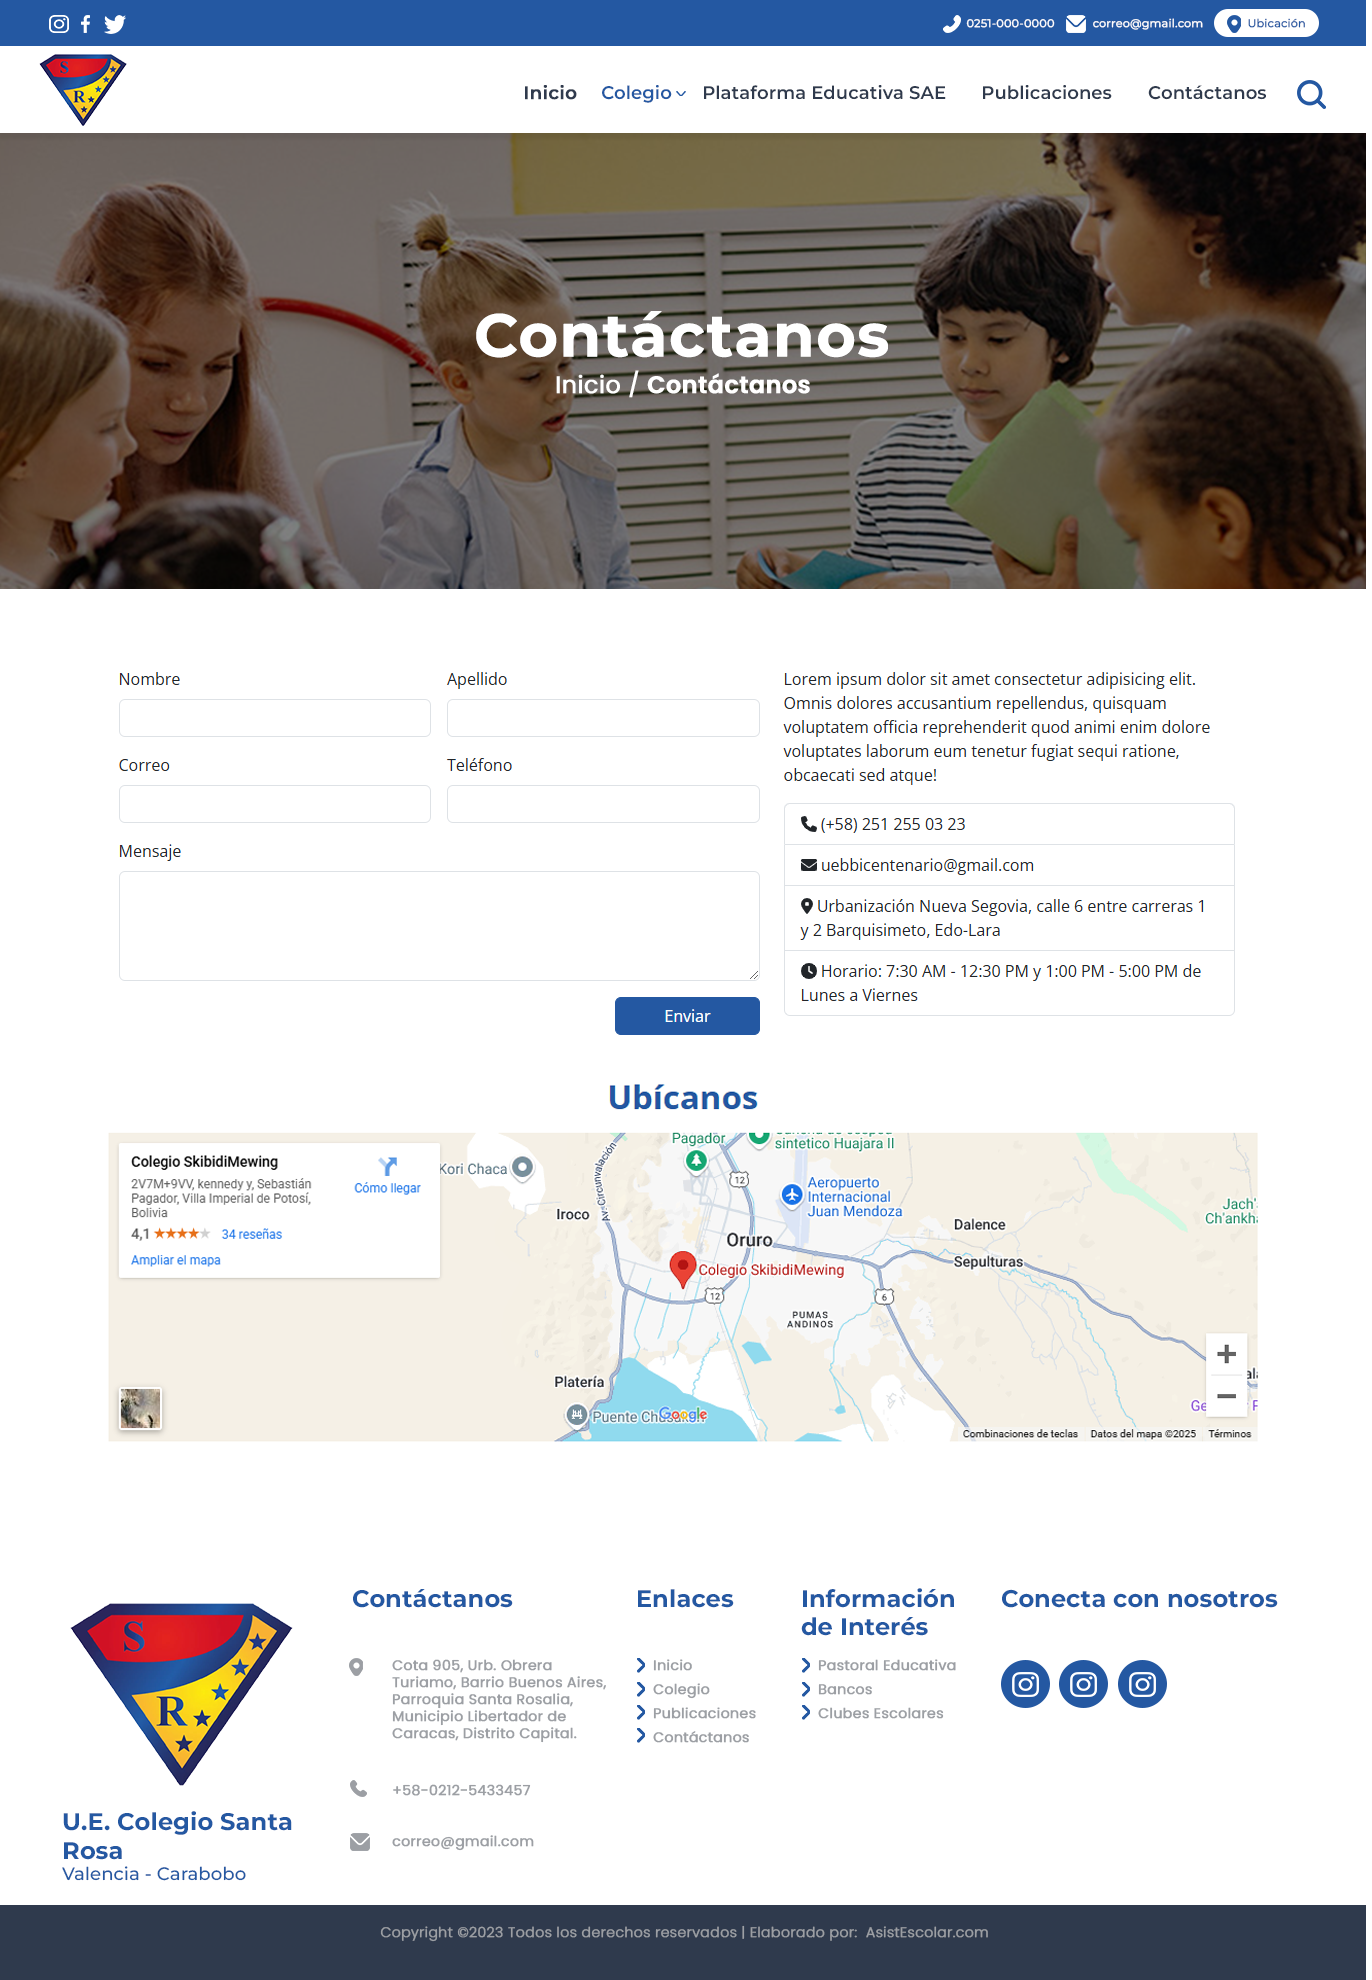 0251-000-0000
correo@gmail.com
Ubicación
S
R
Inicio
Colegio
Plataforma Educativa SAE
Publicaciones
Contáctanos
Contáctanos
Inicio / Contáctanos
Nombre
Apellido
Correo
Teléfono
Mensaje
Enviar
Lorem ipsum dolor sit amet consectetur adipisicing elit.
Omnis dolores accusantium repellendus, quisquam
voluptatem officia reprehenderit quod animi enim dolore
voluptates laborum eum tenetur fugiat sequi ratione,
obcaecati sed atque!
(+58) 251 255 03 23
uebbicentenario@gmail.com
Urbanización Nueva Segovia, calle 6 entre carreras 1
y 2 Barquisimeto, Edo-Lara
Horario: 7:30 AM - 12:30 PM y 1:00 PM - 5:00 PM de
Lunes a Viernes
Ubícanos
Colegio SkibidiMewing
2V7M+9VV, kennedy y, Sebastián
Pagador, Villa Imperial de Potosí,
Bolivia
4,1
34 reseñas
Ampliar el mapa
Cómo llegar
Kori Chaca
Av. Circunvalación
Pagador
sintetico Huajara II
12
Aeropuerto
Internacional
Juan Mendoza
Iroco
Oruro
Dalence
Sepulturas
Jach'
Ch'ankha
Colegio SkibidiMewing
12
6
PUMAS
ANDINOS
Platería
Puente
Google
Combinaciones de teclas
Datos del mapa ©2025
Términos
S
R
U.E. Colegio Santa
Rosa
Valencia - Carabobo
Contáctanos
Cota 905, Urb. Obrera
Turiamo, Barrio Buenos Aires,
Parroquia Santa Rosalia,
Municipio Libertador de
Caracas, Distrito Capital.
+58-0212-5433457
correo@gmail.com
Enlaces
Inicio
Colegio
Publicaciones
Contáctanos
Información
de Interés
Pastoral Educativa
Bancos
Clubes Escolares
Conecta con nosotros
Copyright ©2023 Todos los derechos reservados | Elaborado por:  AsistEscolar.com